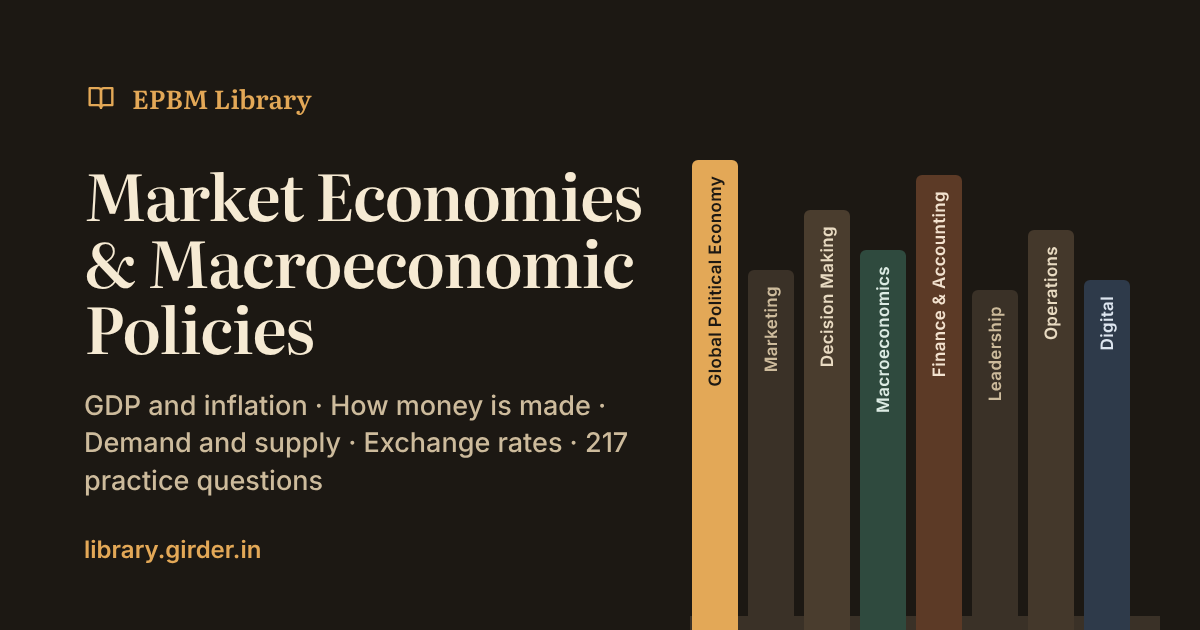 EPBM Library
Market Economies
& Macroeconomic
Policies
GDP and inflation · How money is made ·
Demand and supply · Exchange rates · 217
practice questions
library.girder.in
Global Political Economy
Marketing
Decision Making
Macroeconomics
Finance & Accounting
Leadership
Operations
Digital